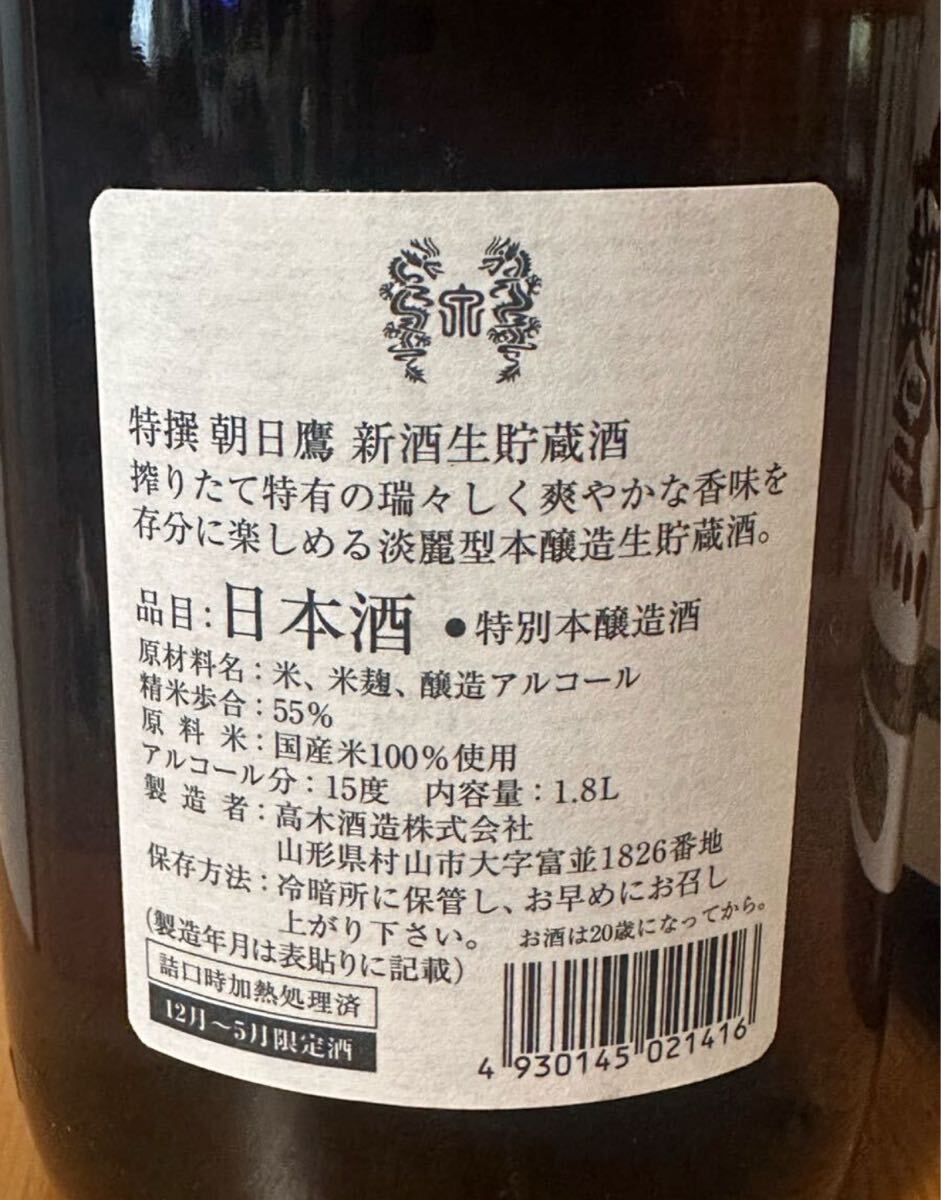 特撰 朝日鷹 新酒生貯蔵酒
搾りたて特有の瑞々しく爽やかな香味を
存分に楽しめる淡麗型本醸造生貯蔵酒。
品目:日本酒 ●特別本醸造酒
原材料名:米、米麹、醸造アルコール
精米歩合:55%
原料米:国産米100%使用
アルコール分:15度 内容量:1.8L
製造者:高木酒造株式会社
山形県村山市大字富並1826番地
保存方法:冷暗所に保管し、お早めにお召し
上がり下さい。 お酒は20歳になってから。
(製造年月は表貼りに記載)
詰口時加熱処理済
12月〜5月限定酒
4 930145 021416